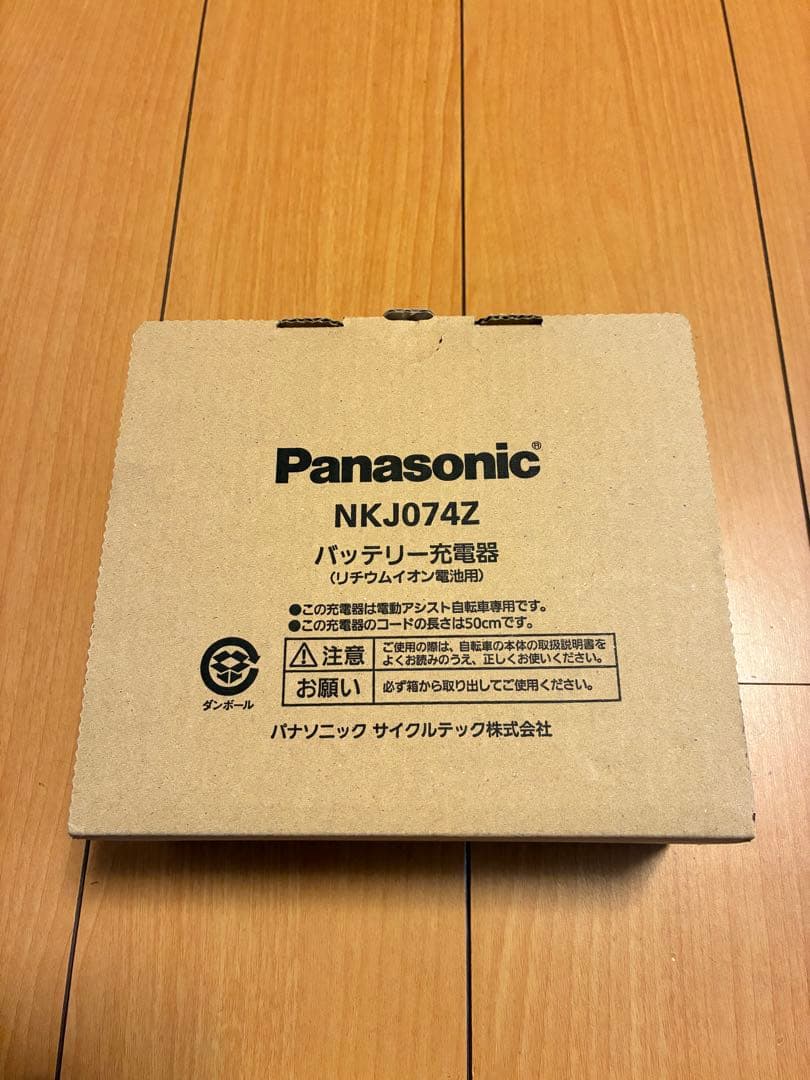 Panasonic®
NKJ074Z
バッテリー充電器
(リチウムイオン電池用)
●この充電器は電動アシスト自転車専用です。
●この充電器のコードの長さは50cmです。
注意
ご使用の際は、自転車の本体の取扱説明書を
よくお読みのうえ、正しくお使いください。
お願い
必ず箱から取り出してご使用ください。
ダンボール
パナソニック サイクルテック株式会社